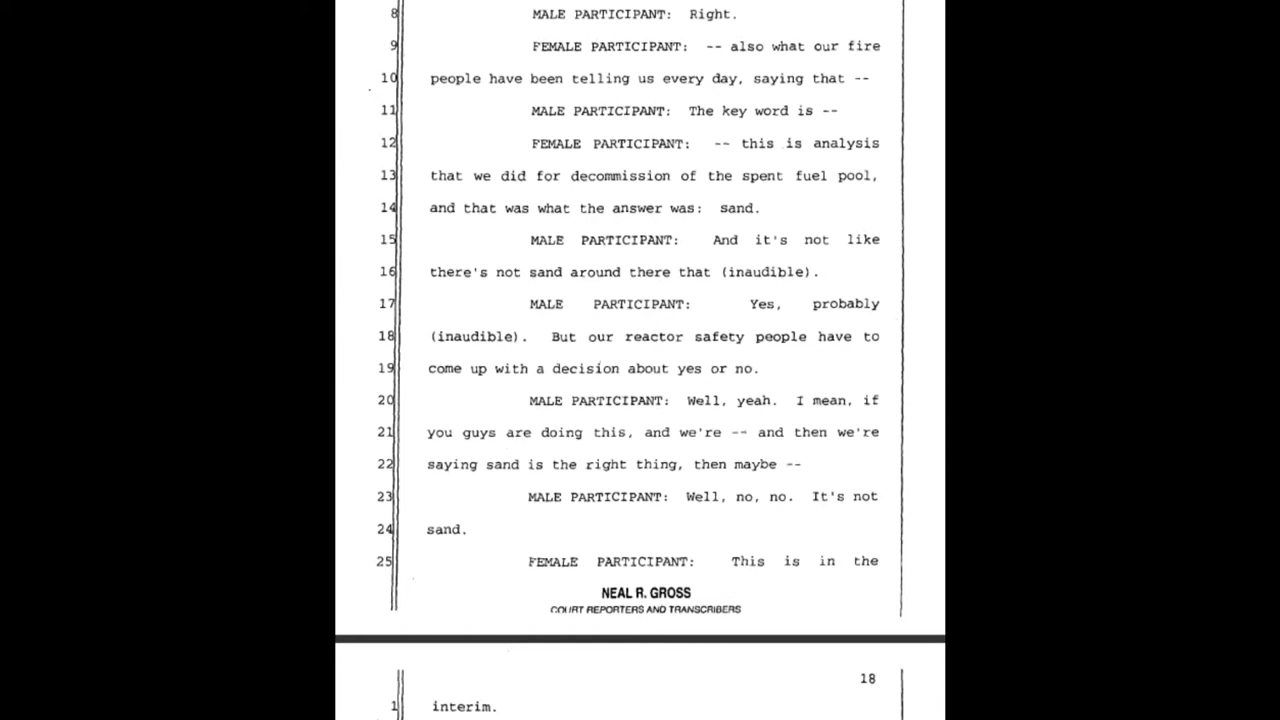 8 MALE PARTICIPANT: Right.
9 FEMALE PARTICIPANT: -- also what our fire
10 people have been telling us every day, saying that --
11 MALE PARTICIPANT: The key word is --
12 FEMALE PARTICIPANT: -- this is analysis
13 that we did for decommission of the spent fuel pool,
14 and that was what the answer was: sand.
15 MALE PARTICIPANT: And it's not like
16 there's not sand around there that (inaudible).
17 MALE PARTICIPANT: Yes, probably
18 (inaudible). But our reactor safety people have to
19 come up with a decision about yes or no.
20 MALE PARTICIPANT: Well, yeah. I mean, if
21 you guys are doing this, and we're -- and then we're
22 saying sand is the right thing, then maybe --
23 MALE PARTICIPANT: Well, no, no. It's not
24 sand.
25 FEMALE PARTICIPANT: This is in the
NEAL R. GROSS
COURT REPORTERS AND TRANSCRIBERS
18
1 interim.